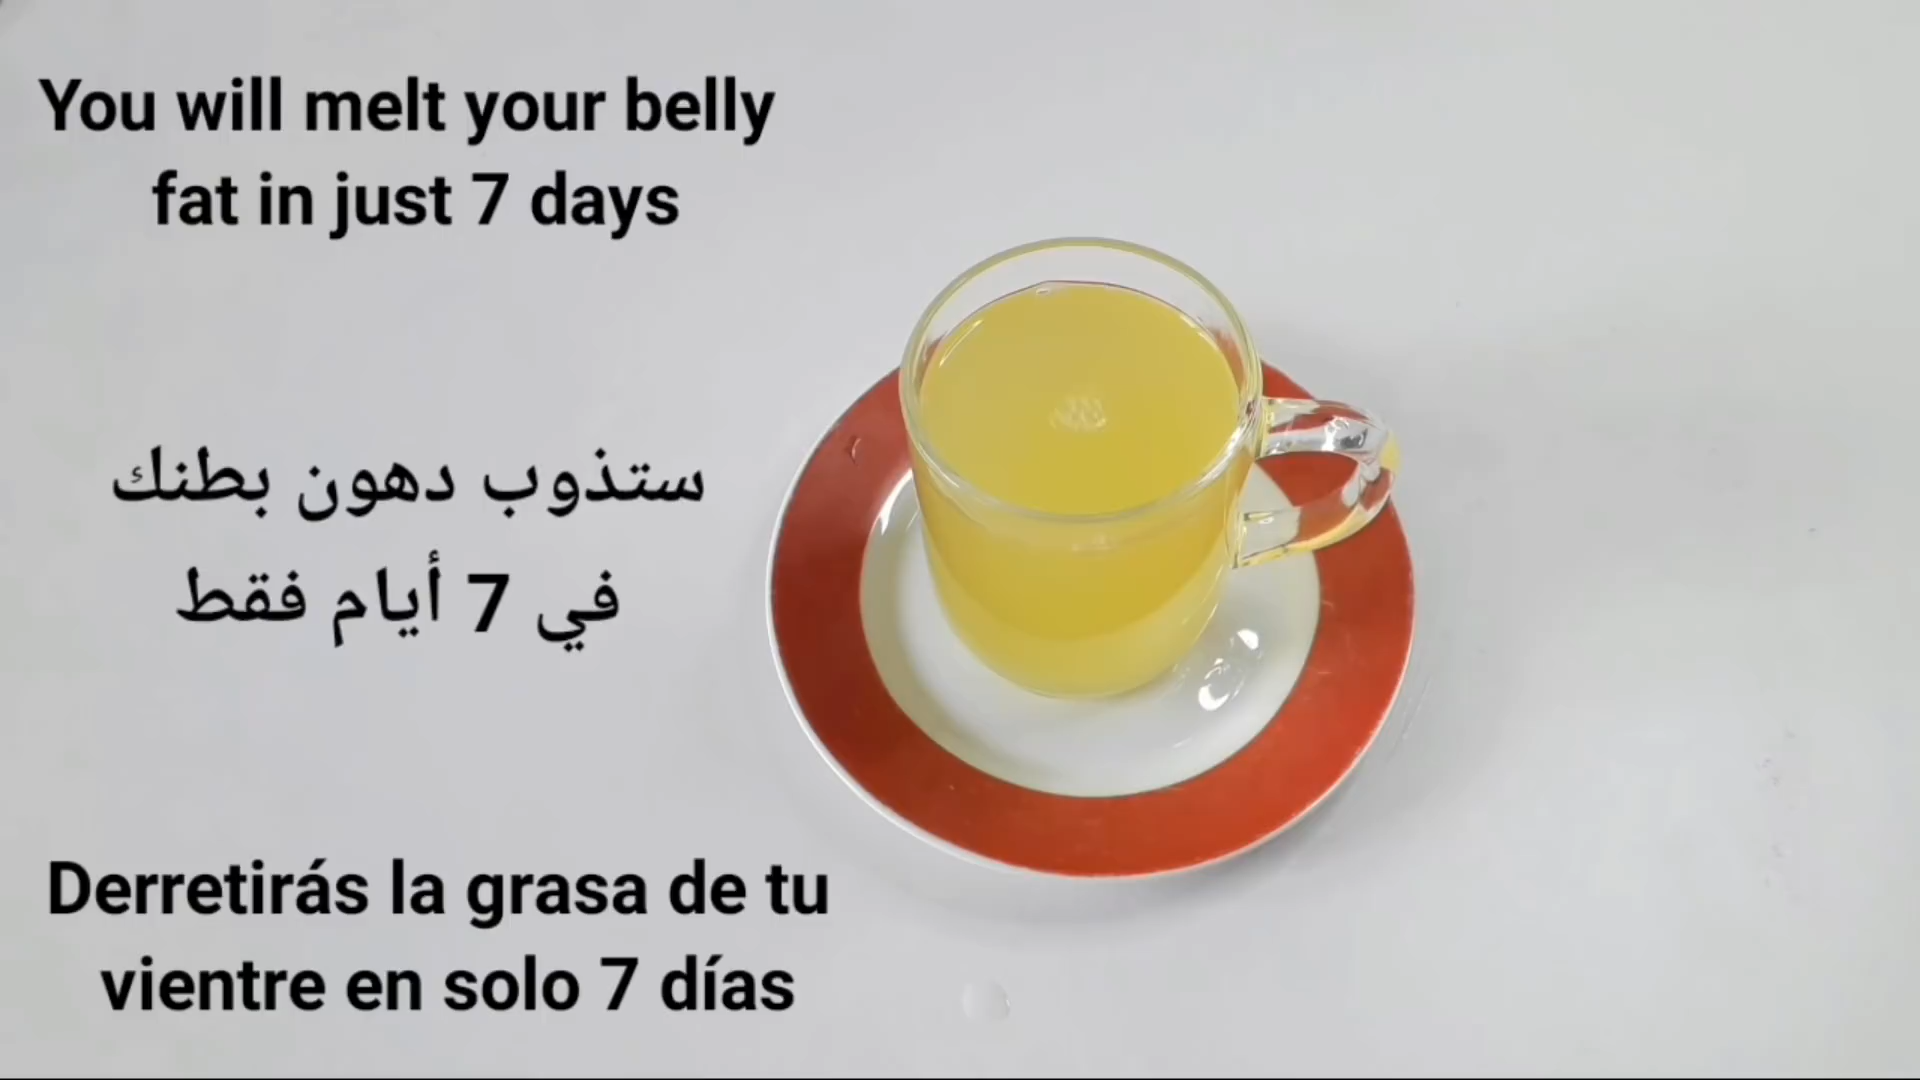 You will melt your belly
fat in just 7 days
ستذوب دهون بطنك
في 7 أيام فقط
Derretirás la grasa de tu
vientre en solo 7 días